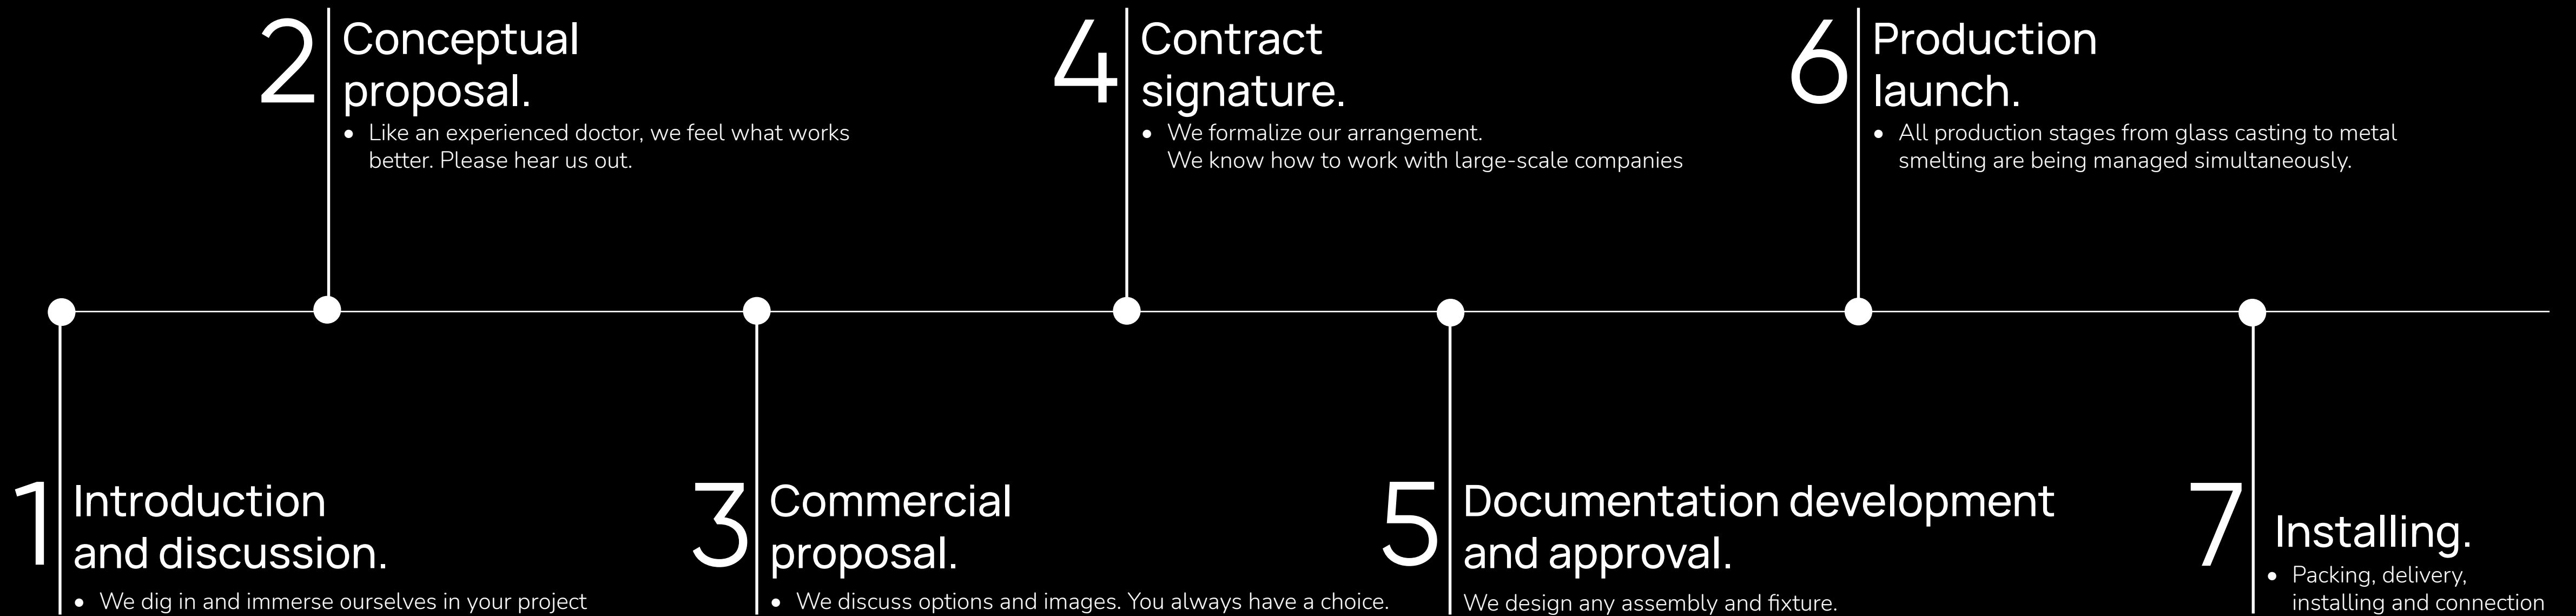 1
Introduction
and discussion.
• We dig in and immerse ourselves in your project
2
Conceptual
proposal.
• Like an experienced doctor, we feel what works
better. Please hear us out.
3
Commercial
proposal.
• We discuss options and images. You always have a choice.
4
Contract
signature.
• We formalize our arrangement.
We know how to work with large-scale companies
5
Documentation development
and approval.
We design any assembly and fixture.
6
Production
launch.
• All production stages from glass casting to metal
smelting are being managed simultaneously.
7
Installing.
• Packing, delivery,
installing and connection